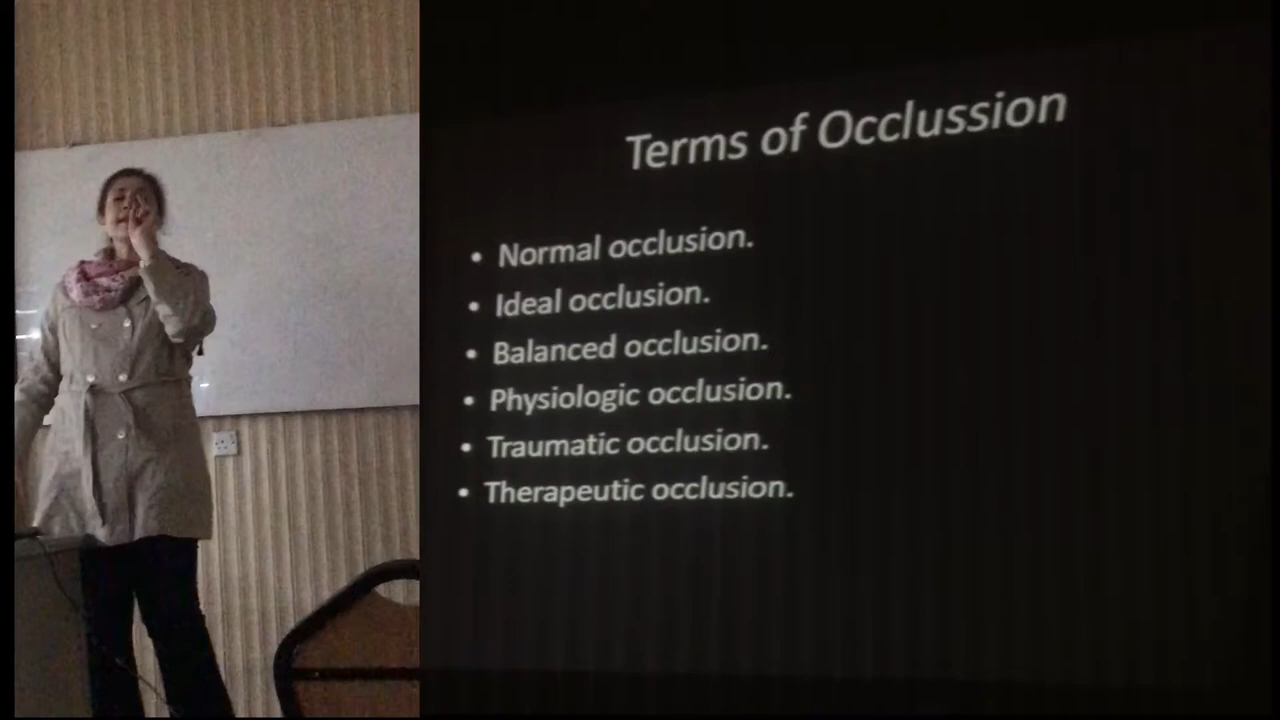 Terms of Occlussion
• Normal occlusion.
• Ideal occlusion.
• Balanced occlusion.
• Physiologic occlusion.
• Traumatic occlusion.
• Therapeutic occlusion.